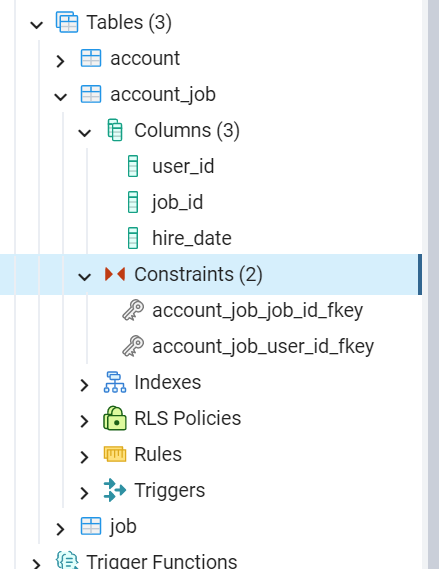 Tables (3)
account
account_job
Columns (3)
user_id
job_id
hire_date
Constraints (2)
account_job_job_id_fkey
account_job_user_id_fkey
Indexes
RLS Policies
Rules
Triggers
job
Trigger Functions